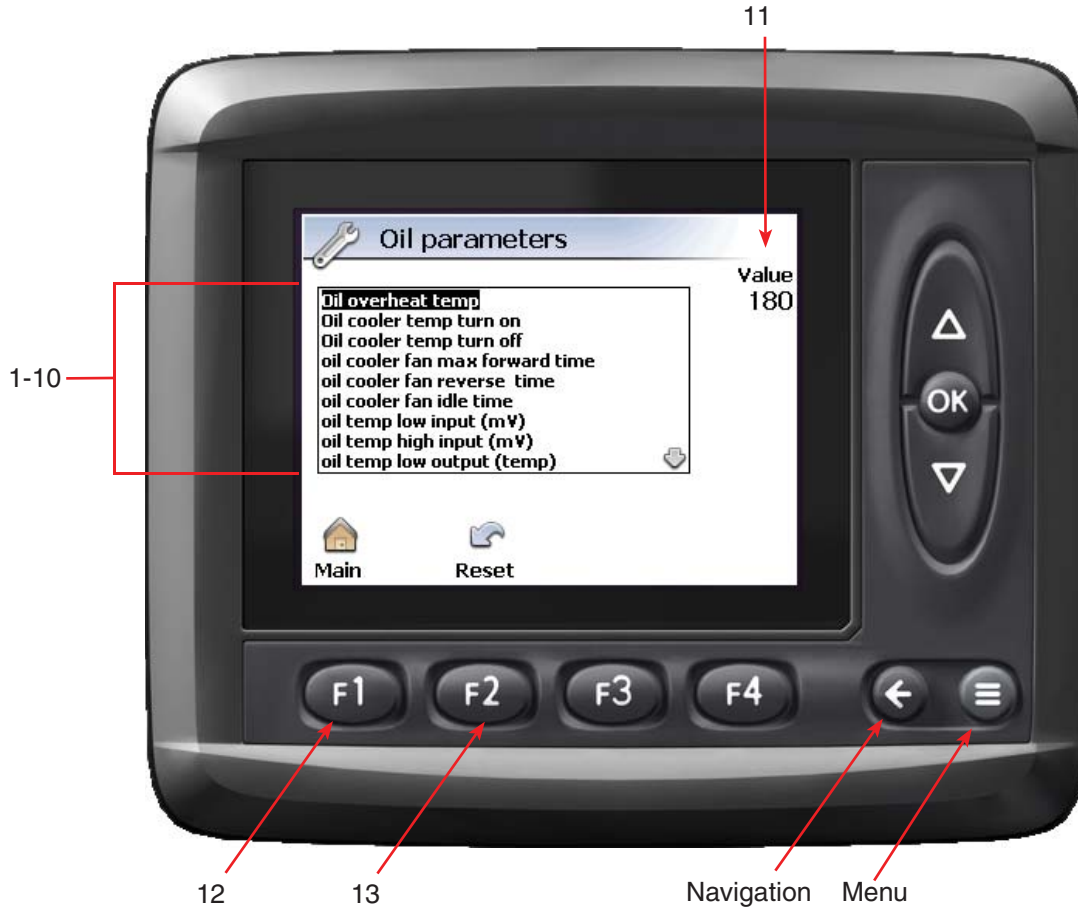 11
Oil parameters
Value
180
1-10
Oil overheat temp
Oil cooler temp turn on
Oil cooler temp turn off
oil cooler fan max forward time
oil cooler fan reverse time
oil cooler fan idle time
oil temp low input (mV)
oil temp high input (mV)
oil temp low output (temp)
OK
Main
Reset
F1
F2
F3
F4
12
13
Navigation
Menu